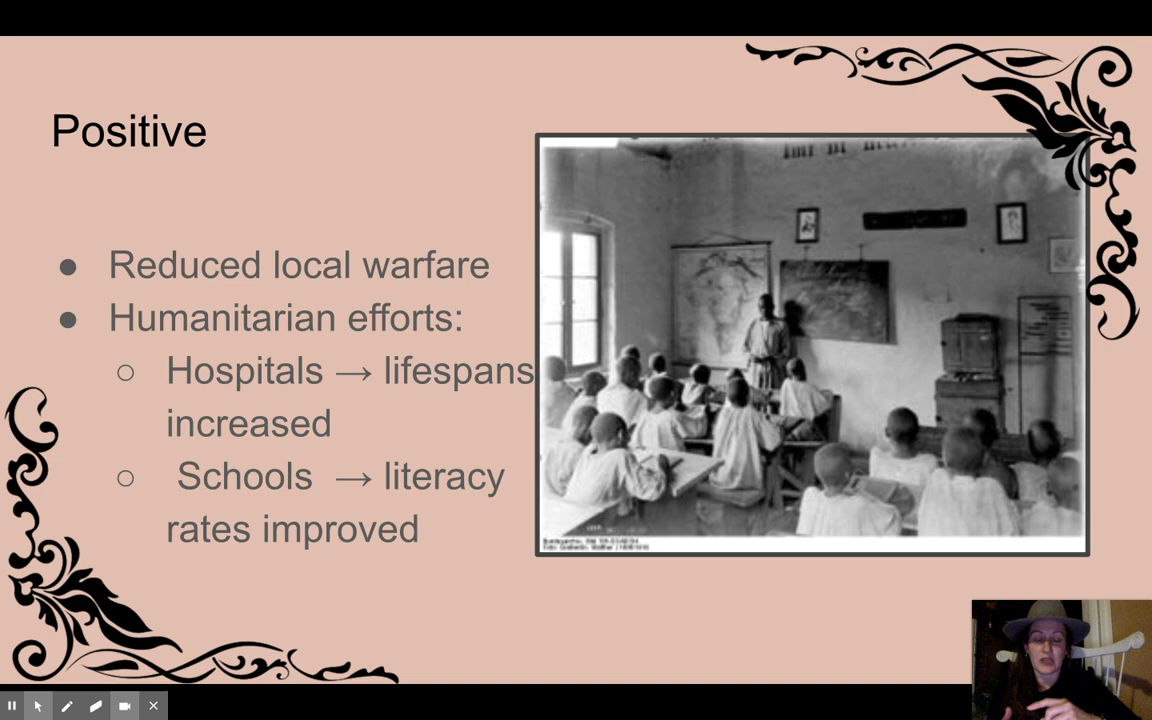 Positive
● Reduced local warfare
● Humanitarian efforts:
○ Hospitals → lifespans
increased
○ Schools → literacy
rates improved